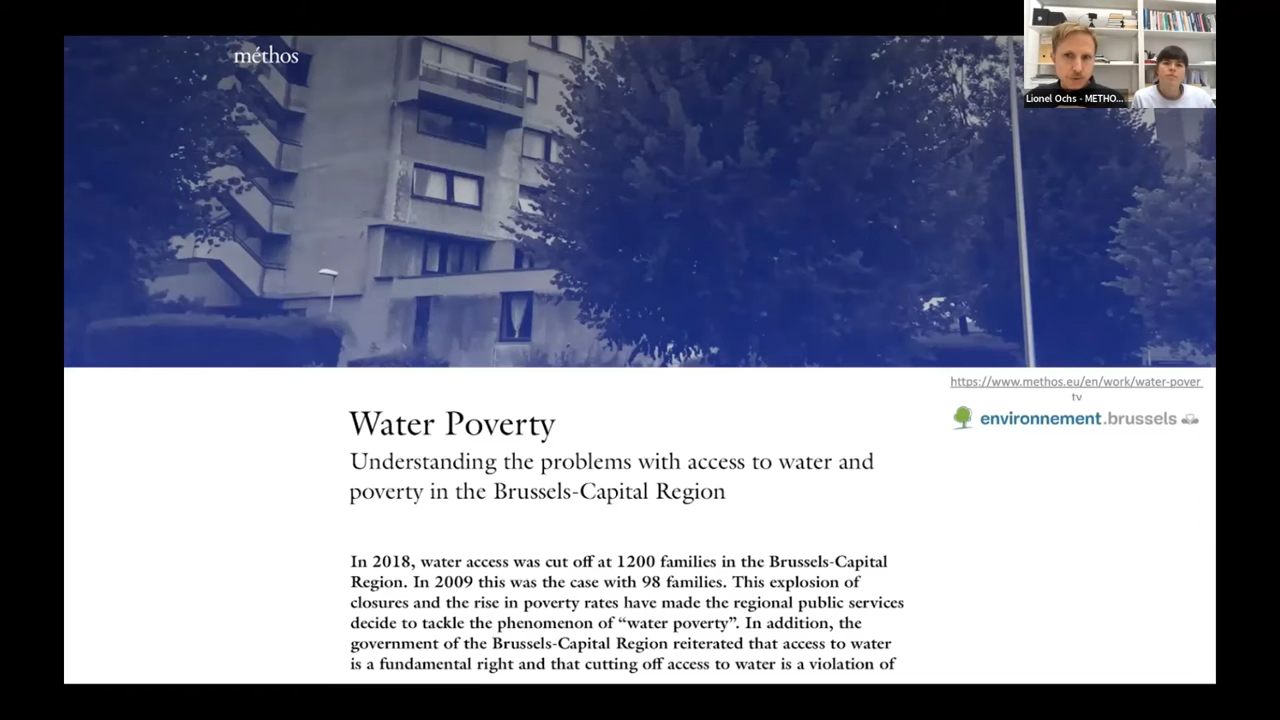 méthos
Lionel Ochs - METHO...
https://www.methos.eu/en/work/water-pover
ty
environnement.brussels
Water Poverty
Understanding the problems with access to water and
poverty in the Brussels-Capital Region
In 2018, water access was cut off at 1200 families in the Brussels-Capital
Region. In 2009 this was the case with 98 families. This explosion of
closures and the rise in poverty rates have made the regional public services
decide to tackle the phenomenon of “water poverty”. In addition, the
government of the Brussels-Capital Region reiterated that access to water
is a fundamental right and that cutting off access to water is a violation of